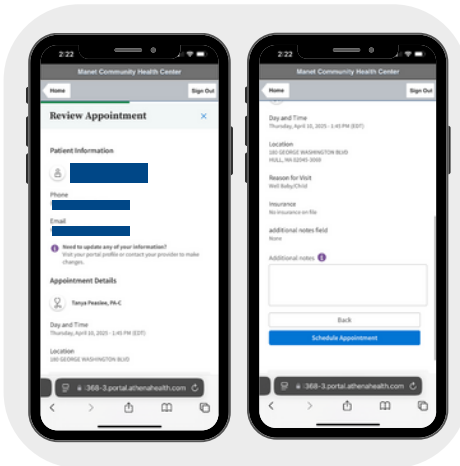 2:22
Manet Community Health Center
Home
Sign Out
Review Appointment
Patient Information
Phone
Email
Need to update any of your information?
Visit your portal profile or contact your provider to make
changes.
Appointment Details
Tanya Peaslee, PA-C
Day and Time
Thursday, April 10, 2025 - 1:45 PM (EDT)
Location
180 GEORGE WASHINGTON BLVD
:368-3.portal.athenahealth.com
2:22
Manet Community Health Center
Home
Sign Out
Day and Time
Thursday, April 10, 2025 - 1:45 PM (EDT)
Location
180 GEORGE WASHINGTON BLVD
HULL, MA 02045-3000
Reason for Visit
Well Baby/Child
Insurance
No insurance on file
additional notes field
None
Additional notes
Back
Schedule Appointment
:368-3.portal.athenahealth.com